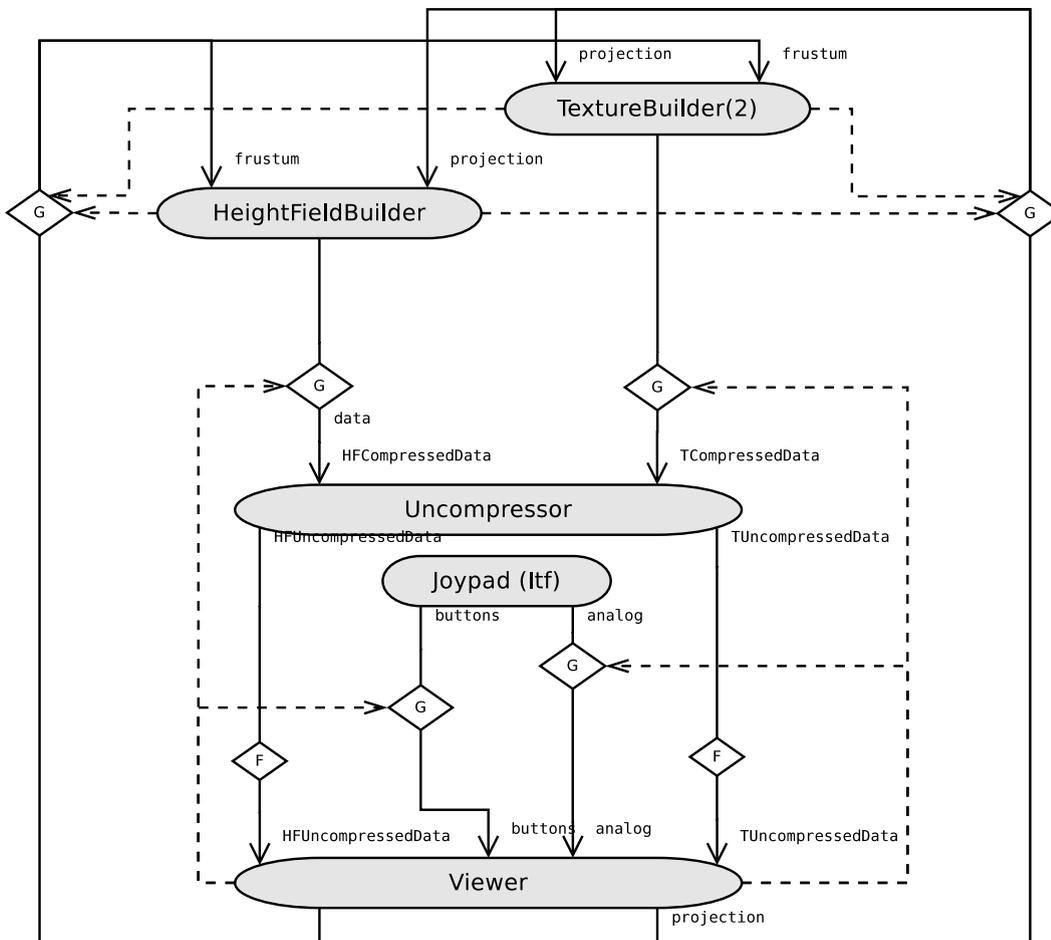 projection
frustum
TextureBuilder(2)
frustum
projection
G
HeightFieldBuilder
G
G
G
data
HFCompressedData
TCompressedData
Uncompressor
HFUncompressedData
TUncompressedData
Joypad (Itf)
buttons
analog
G
G
F
F
buttons
analog
HFUncompressedData
TUncompressedData
Viewer
projection